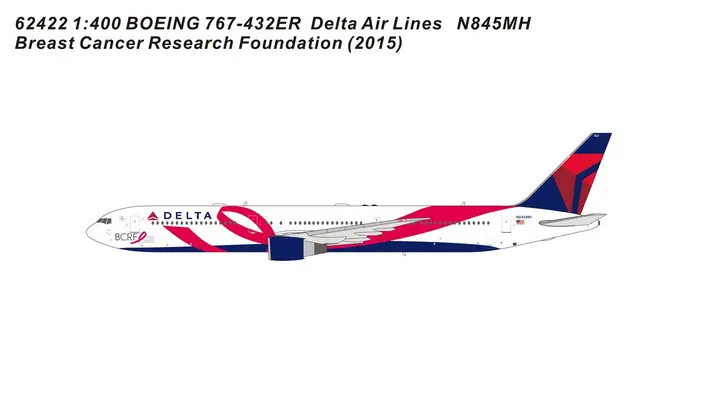 62422 1:400 BOEING 767-432ER Delta Air Lines N845MH
Breast Cancer Research Foundation (2015)
DELTA
BCRF